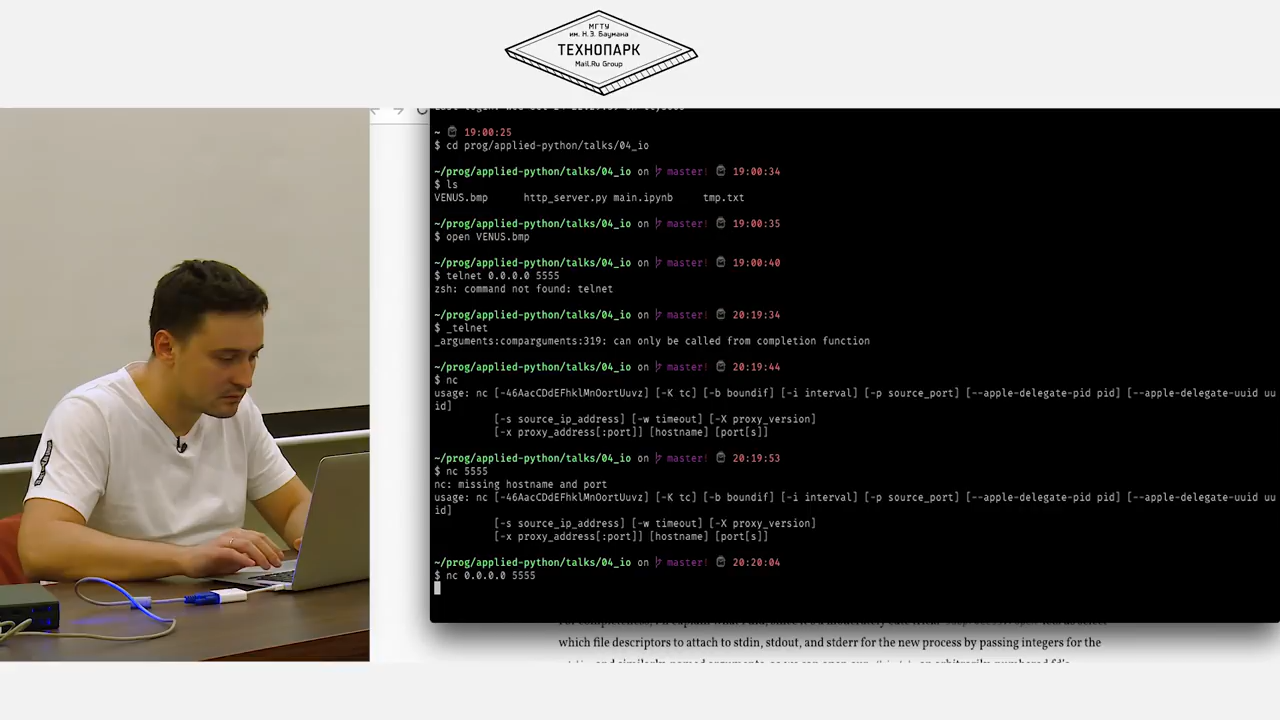 МГТУ
им. Н.Э. Баумана
ТЕХНОПАРК
Mail.Ru Group
~ 19:00:25
$ cd prog/applied-python/talks/04_io
~/prog/applied-python/talks/04_io on master! 19:00:34
$ ls
VENUS.bmp http_server.py main.ipynb tmp.txt
~/prog/applied-python/talks/04_io on master! 19:00:35
$ open VENUS.bmp
~/prog/applied-python/talks/04_io on master! 19:00:40
$ telnet 0.0.0.0 5555
zsh: command not found: telnet
~/prog/applied-python/talks/04_io on master! 20:19:34
$ _telnet
_arguments:comparguments:319: can only be called from completion function
~/prog/applied-python/talks/04_io on master! 20:19:44
$ nc
usage: nc [-46AacCDdEFhklMnOortUuvz] [-K tc] [-b boundif] [-i interval] [-p source_port] [--apple-delegate-pid pid] [--apple-delegate-uuid uu
id]
[-s source_ip_address] [-w timeout] [-X proxy_version]
[-x proxy_address[:port]] [hostname] [port[s]]
~/prog/applied-python/talks/04_io on master! 20:19:53
$ nc 5555
nc: missing hostname and port
usage: nc [-46AacCDdEFhklMnOortUuvz] [-K tc] [-b boundif] [-i interval] [-p source_port] [--apple-delegate-pid pid] [--apple-delegate-uuid uu
id]
[-s source_ip_address] [-w timeout] [-X proxy_version]
[-x proxy_address[:port]] [hostname] [port[s]]
~/prog/applied-python/talks/04_io on master! 20:20:04
$ nc 0.0.0.0 5555
which file descriptors to attach to stdin, stdout, and stderr for the new process by passing integers for the